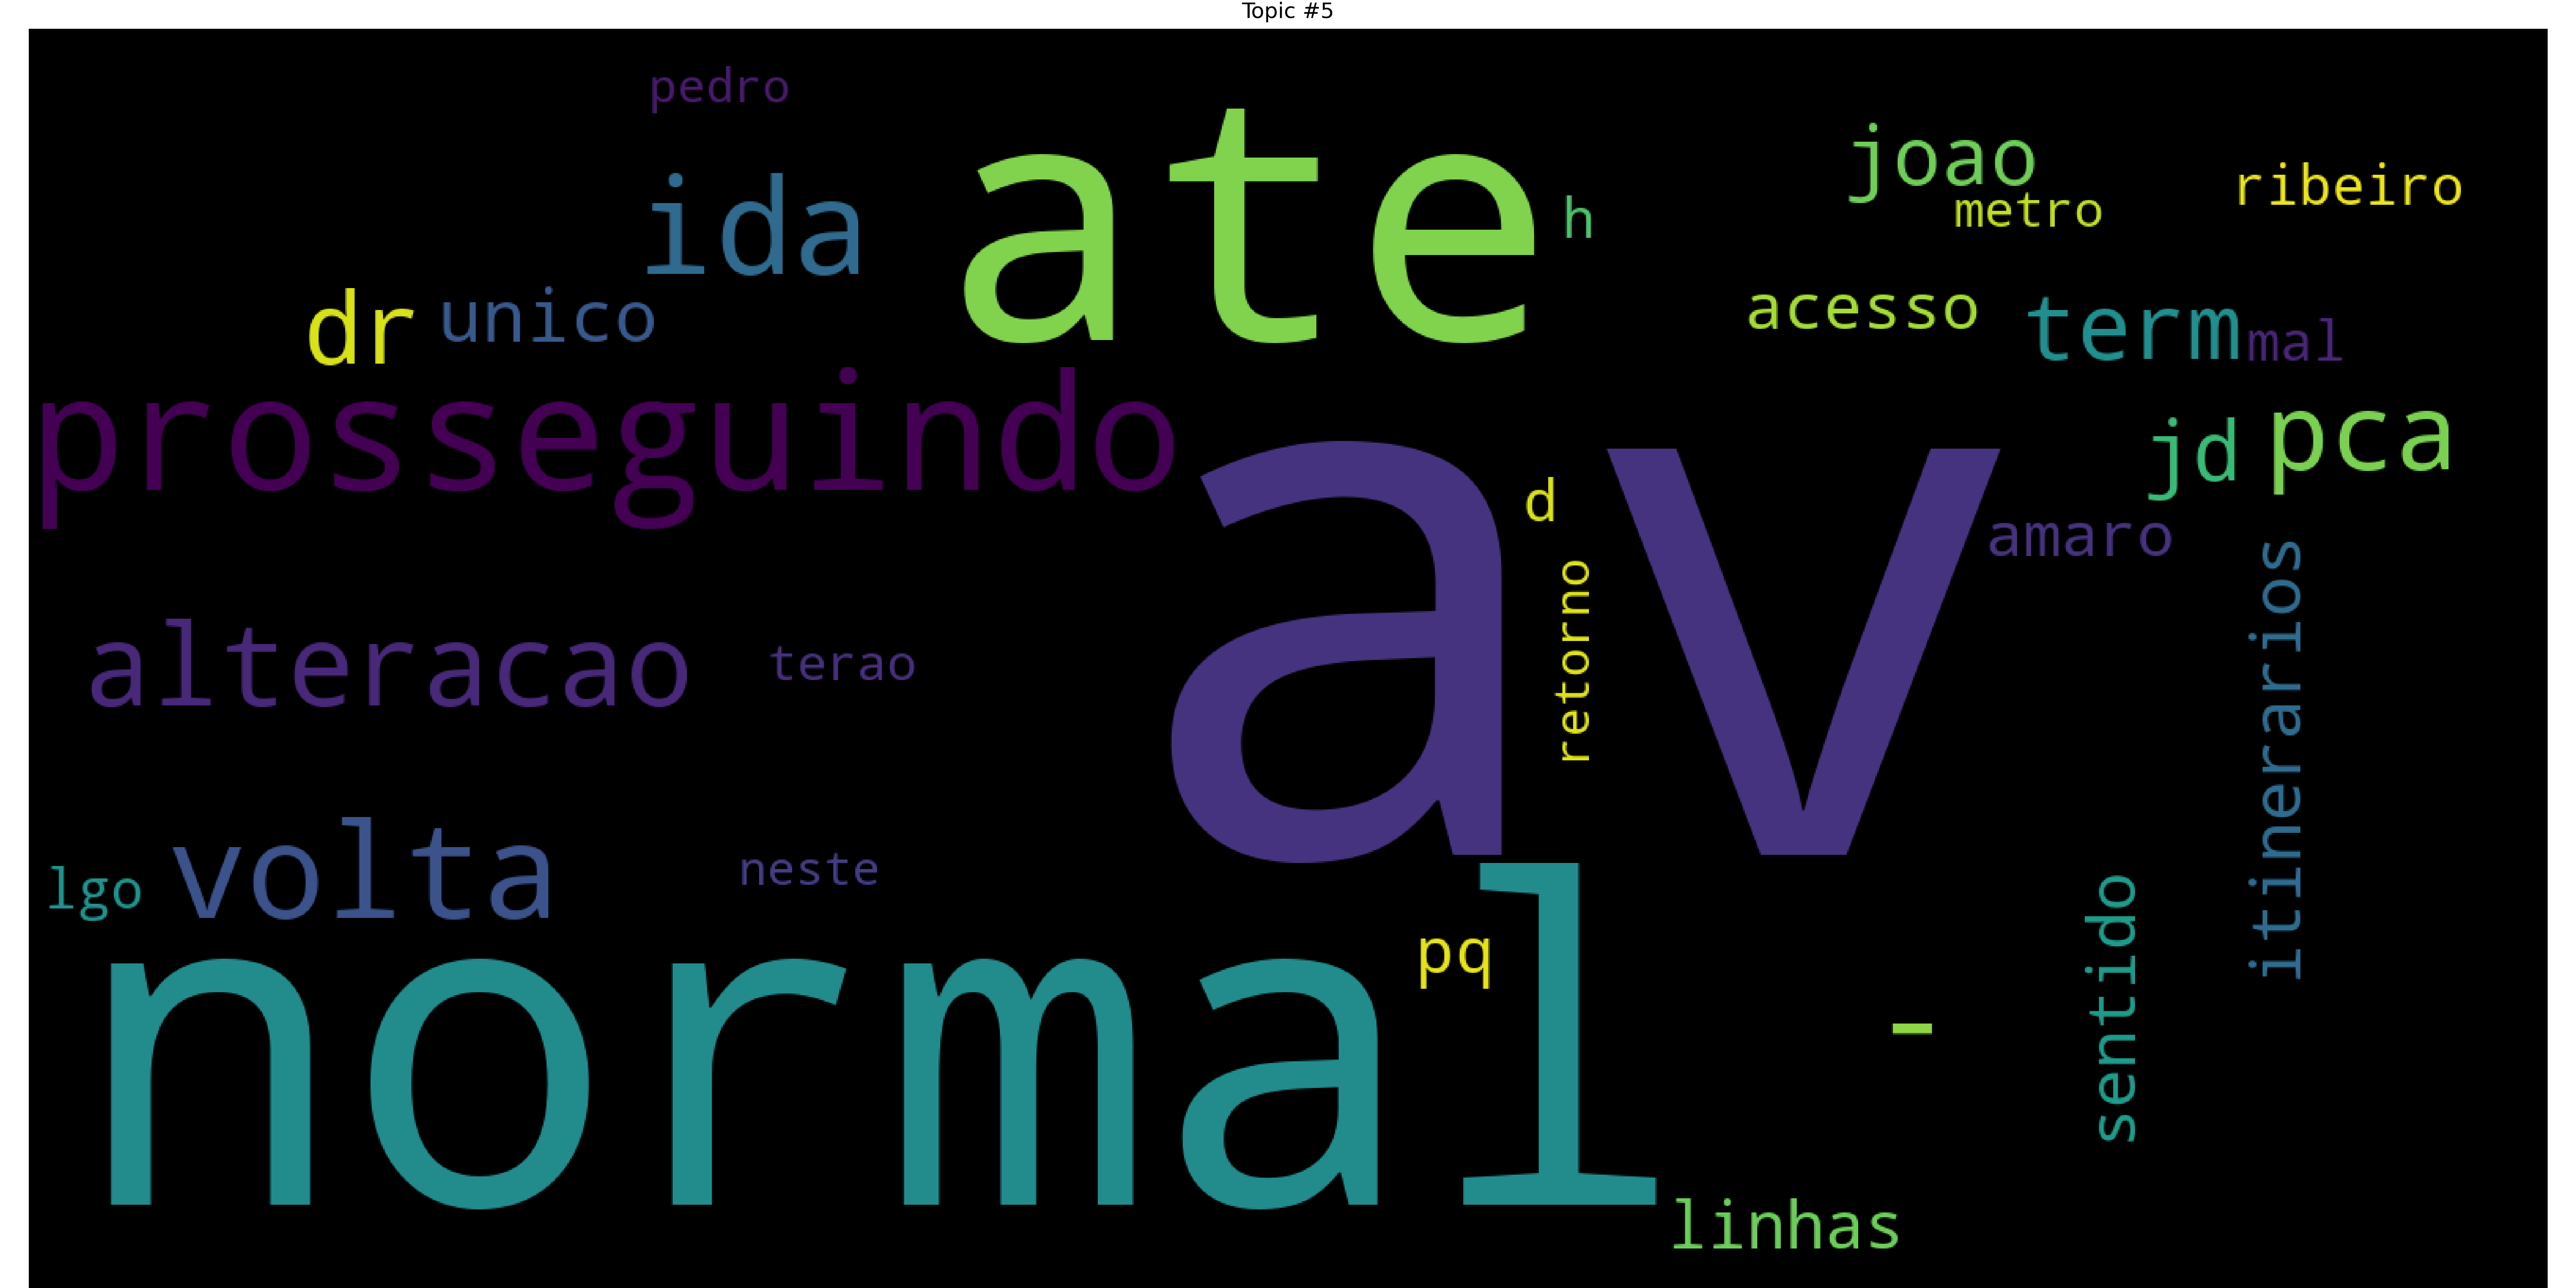 Topic #5
pedro
ate
joao
ribeiro
ida
h
metro
dr
unico
acesso
term
mal
prosseguindo
av
jd
pca
d
amaro
retorno
itinerarios
alteracao
terao
volta
neste
lgo
normal
pq
-
sentido
linhas